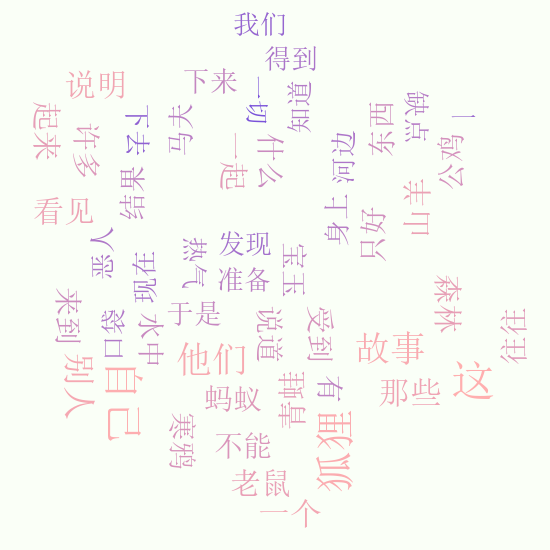 我们
得到
说明
下来
一切
知道
起来
许多
下子
马夫
一起
什么
河边
东西
缺点
一
公鸡
结果
看见
身上
只好
山羊
恶人
现在
热气
发现
准备
宝玉
来到
口袋
水中
于是
说道
受到
森林
往往
别人
自己
他们
蚂蚁
青蛙
有
故事
那些
这
寒鸦
不能
狐狸
老鼠
一个